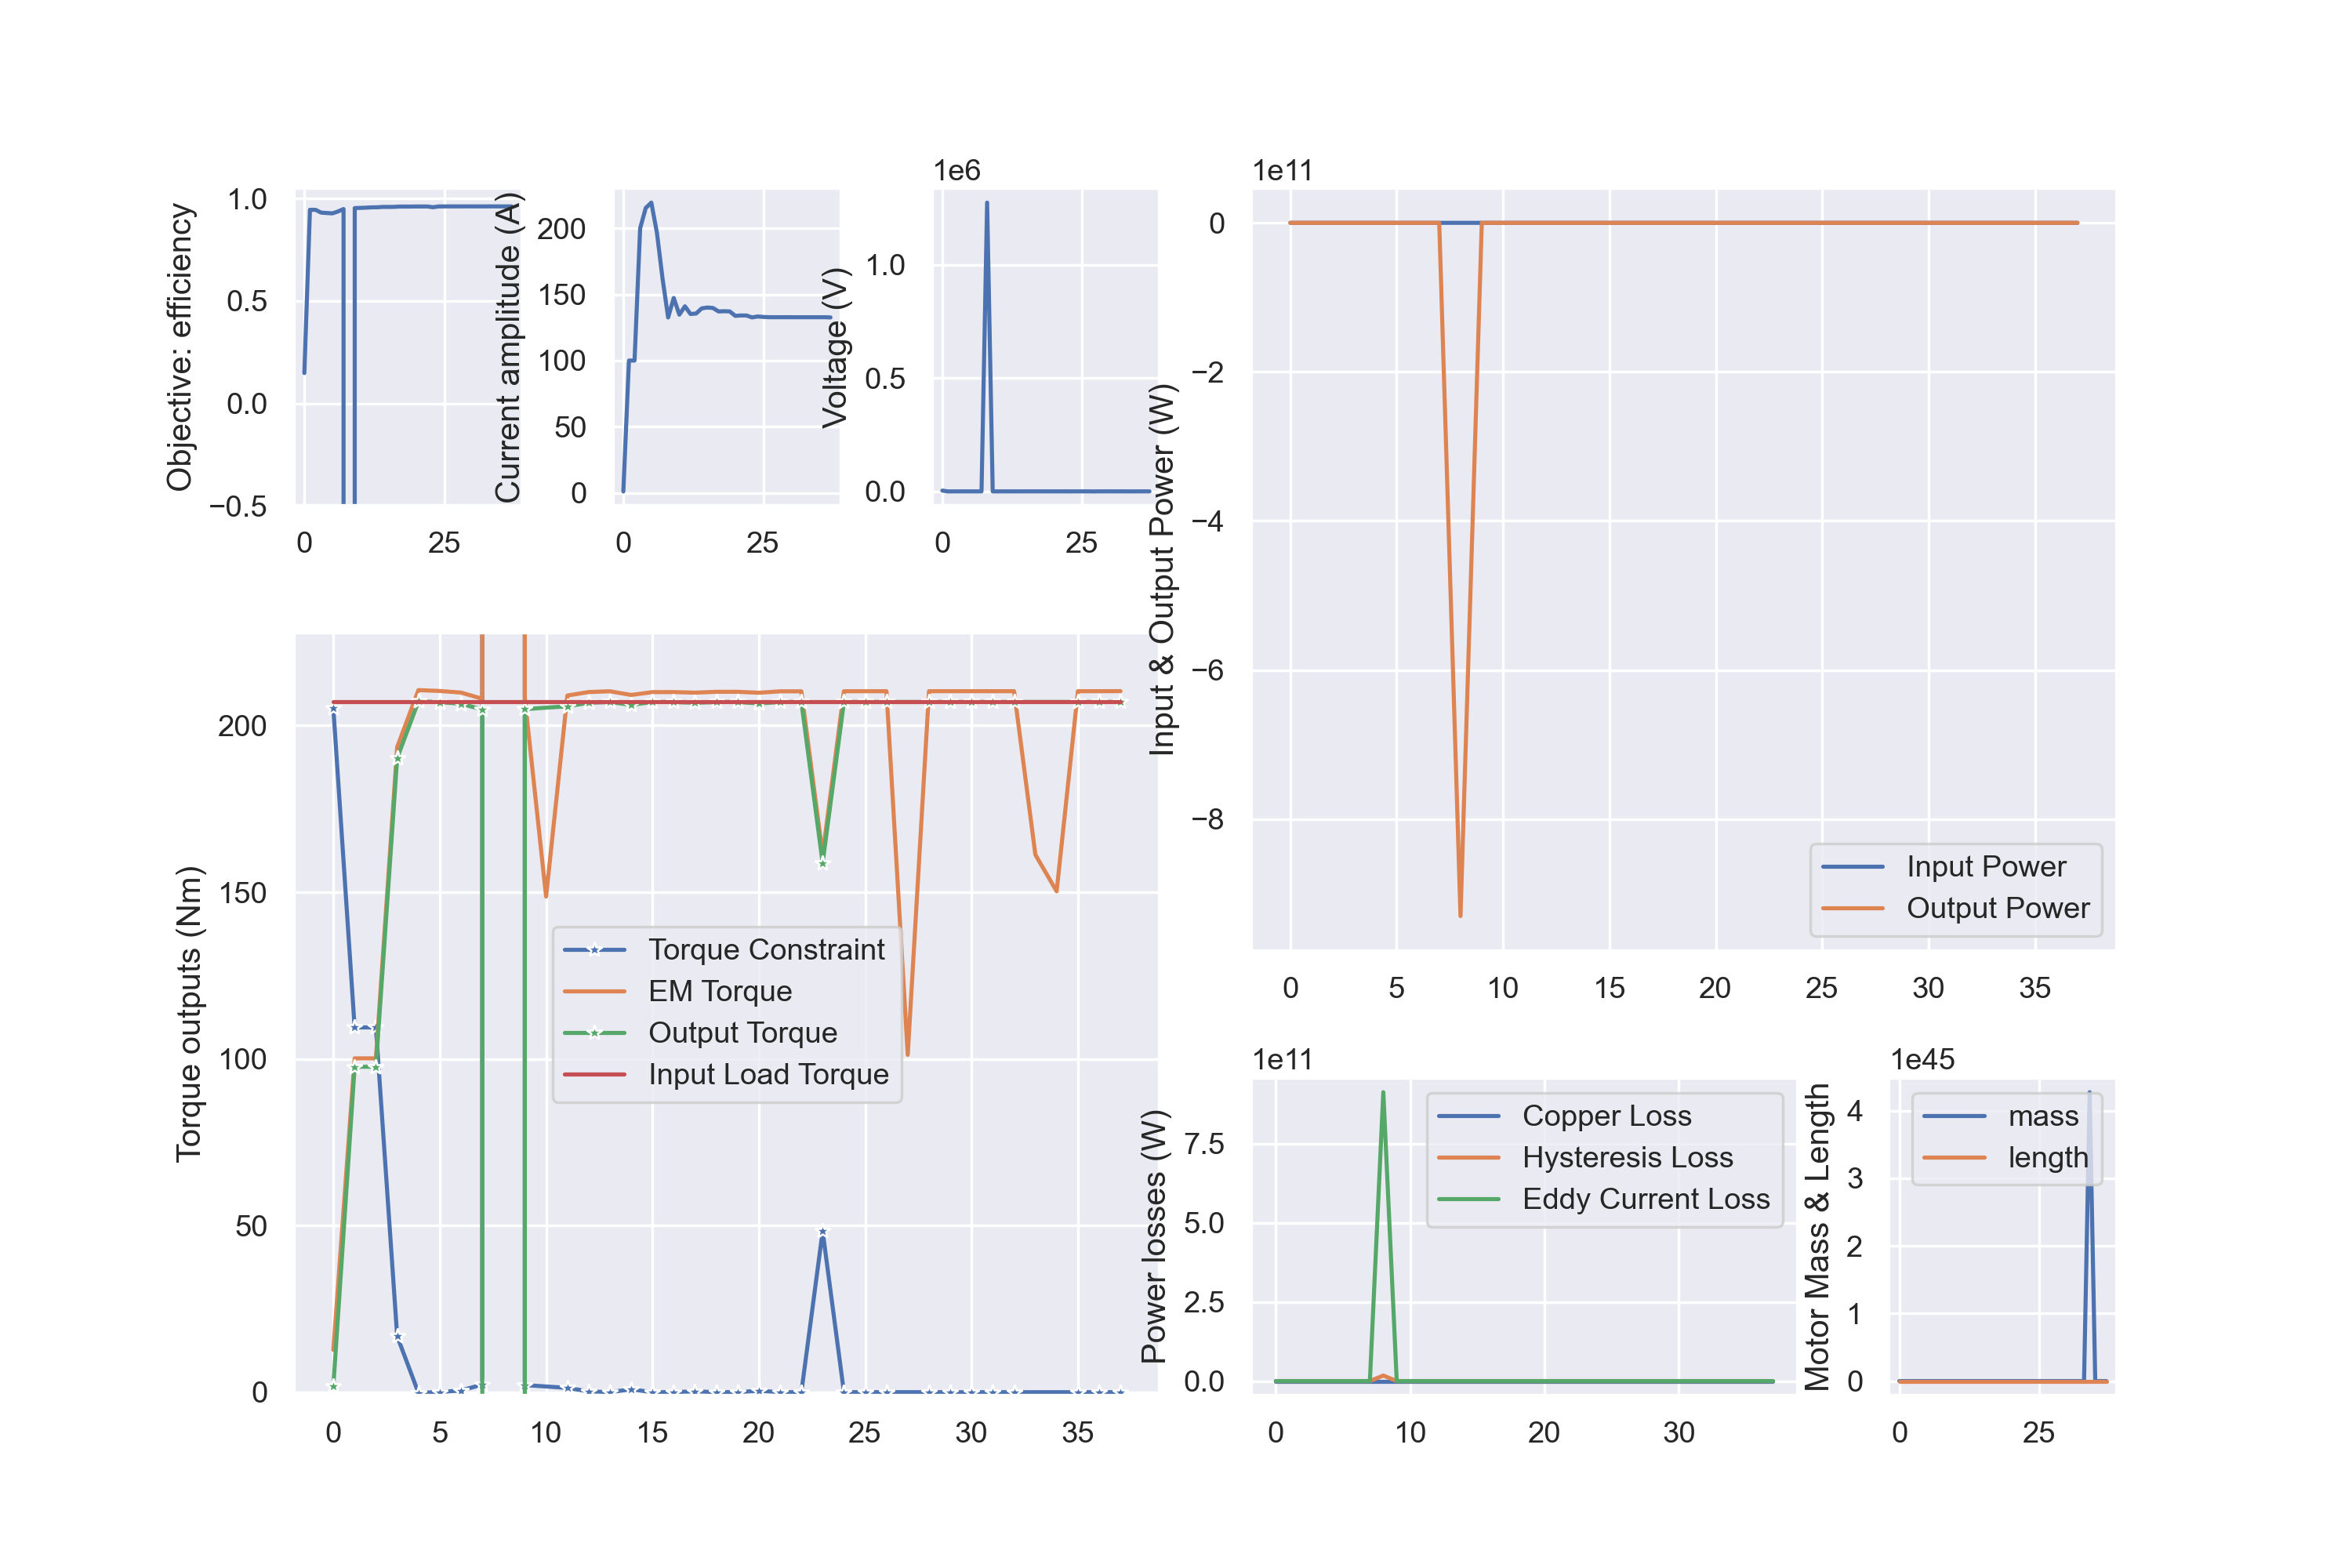 Objective: efficiency
1.0
0.5
0.0
−0.5
0
25
Current amplitude (A)
200
150
100
50
0
0
25
Voltage (V)
1e6
1.0
0.5
0.0
0
25
Input & Output Power (W)
1e11
0
−2
−4
−6
−8
0
5
10
15
20
25
30
35
Input Power
Output Power
Torque outputs (Nm)
200
150
100
50
0
0
5
10
15
20
25
30
35
Torque Constraint
EM Torque
Output Torque
Input Load Torque
Power losses (W)
1e11
7.5
5.0
2.5
0.0
0
10
20
30
Copper Loss
Hysteresis Loss
Eddy Current Loss
Motor Mass & Length
1e45
4
3
2
1
0
0
25
mass
length